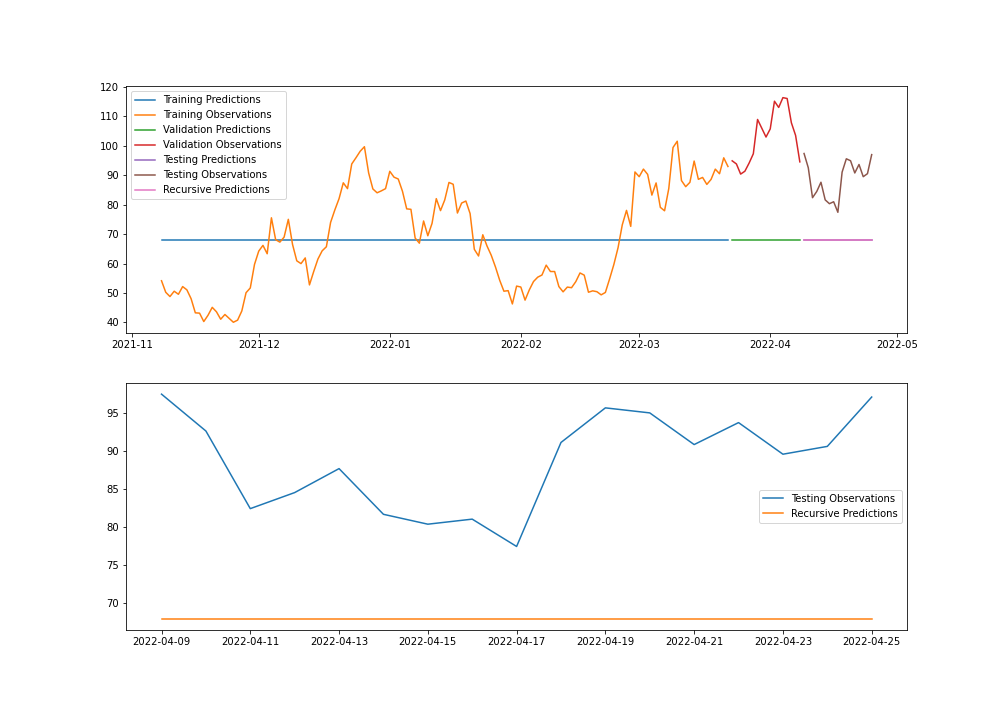 120
110
100
90
80
70
60
50
40
Training Predictions
Training Observations
Validation Predictions
Validation Observations
Testing Predictions
Testing Observations
Recursive Predictions
2021-11 2021-12 2022-01 2022-02 2022-03 2022-04 2022-05
95
90
85
80
75
70
Testing Observations
Recursive Predictions
2022-04-09 2022-04-11 2022-04-13 2022-04-15 2022-04-17 2022-04-19 2022-04-21 2022-04-23 2022-04-25